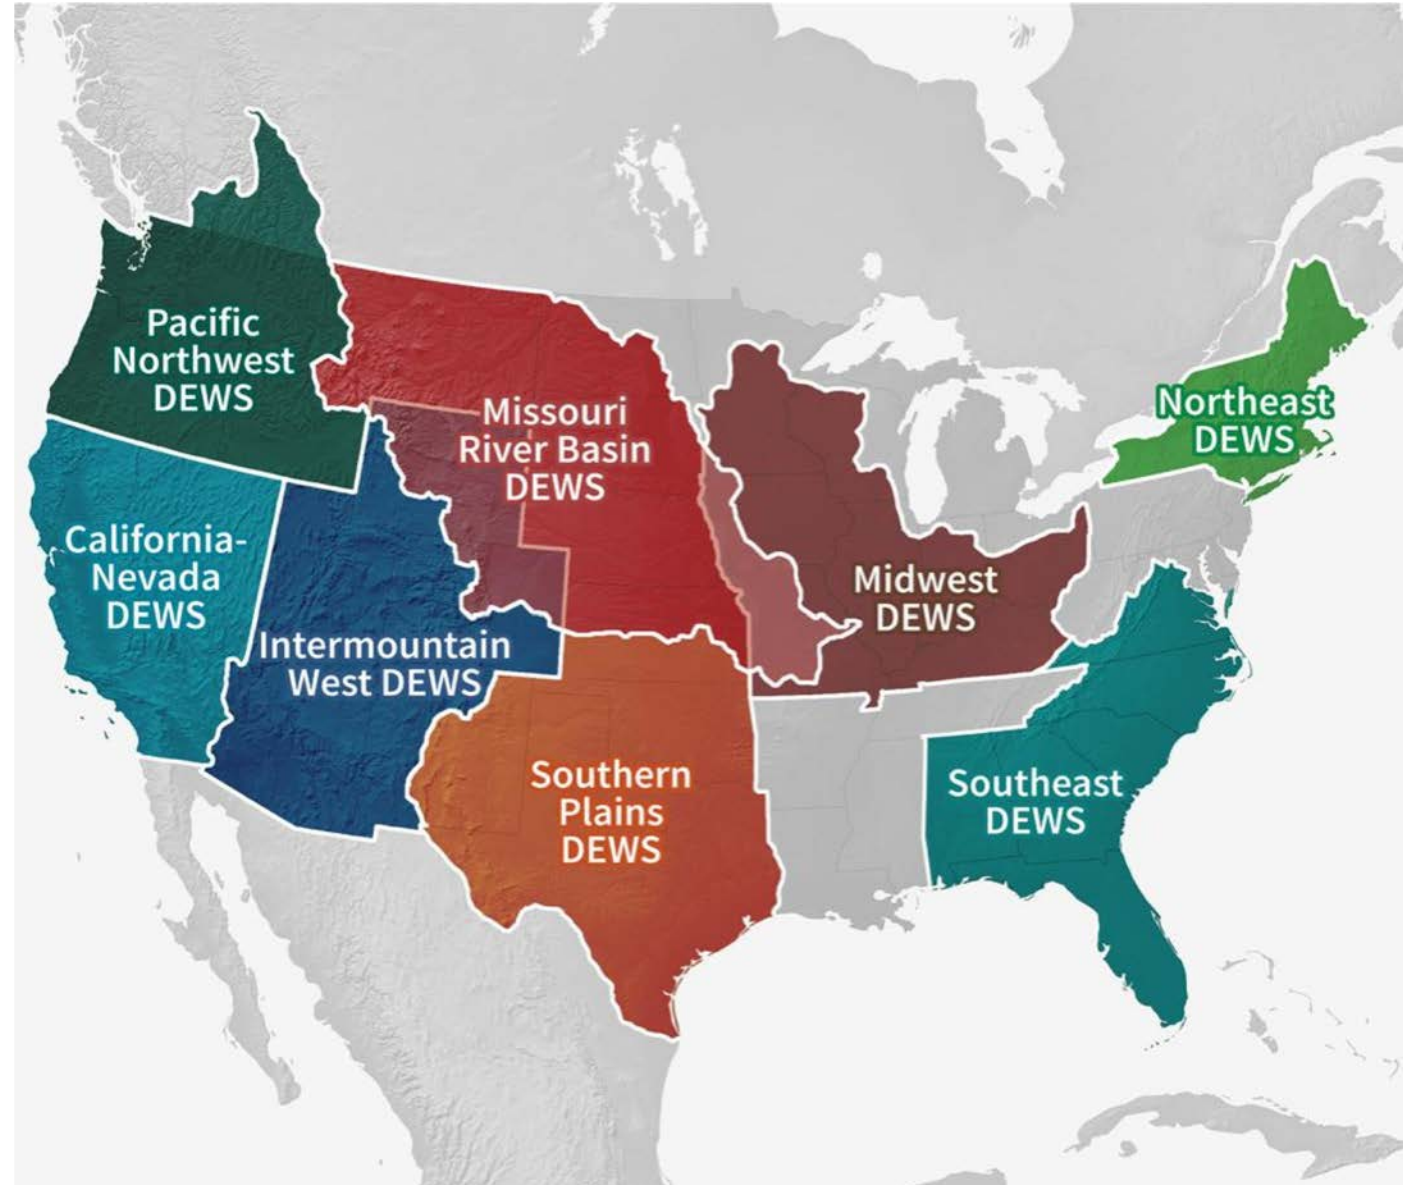 Pacific
Northwest
DEWS
Missouri
River Basin
DEWS
Northeast
DEWS
California-
Nevada
DEWS
Midwest
DEWS
Intermountain
West DEWS
Southern
Plains
DEWS
Southeast
DEWS